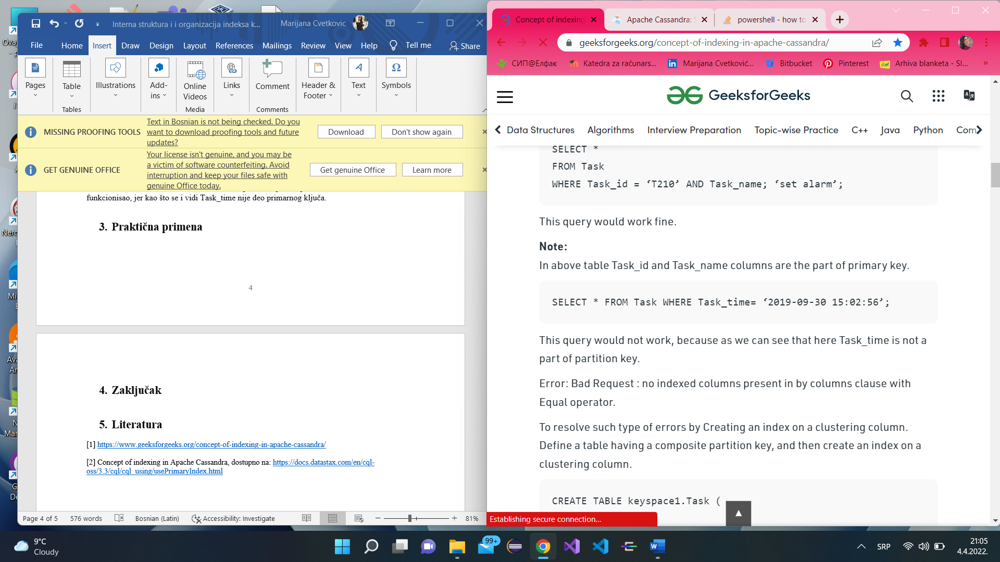 Interna struktura i i organizacija indeksa k...
Marijana Cvetkovic
File
Home
Insert
Draw
Design
Layout
References
Mailings
Review
View
Help
Tell me
Share
Pages
Table
Illustrations
Add-
ins
Online
Videos
Links
Comment
Header &
Footer
Text
Symbols
Tables
Media
Comments
MISSING PROOFING TOOLS
Text in Bosnian is not being checked. Do you
want to download proofing tools and future
updates?
Download
Don't show again
GET GENUINE OFFICE
Your license isn't genuine, and you may be
a victim of software counterfeiting. Avoid
interruption and keep your files safe with
genuine Office today.
Get genuine Office
Learn more
funkcionisao, jer kao što se i vidi Task_time nije deo primarnog ključa.
3. Praktična primena
4
4. Zaključak
5. Literatura
[1] https://www.geeksforgeeks.org/concept-of-indexing-in-apache-cassandra/
[2] Concept of indexing in Apache Cassandra, dostupno na: https://docs.datastax.com/en/cql-
oss/3.3/cql/cql_using/usePrimaryIndex.html
Page 4 of 5
576 words
Bosnian (Latin)
Accessibility: Investigate
81%
Concept of indexing
Apache Cassandra: S
powershell - how to
geeksforgeeks.org/concept-of-indexing-in-apache-cassandra/
СИП@Елфак
Katedra za računars...
Marijana Cvetković...
Bitbucket
Pinterest
Arhiva blanketa - Sl...
»
GeeksforGeeks
Data Structures
Algorithms
Interview Preparation
Topic-wise Practice
C++
Java
Python
Com
SELECT *
FROM Task
WHERE Task_id = ‘T210’ AND Task_name; ‘set alarm’;
This query would work fine.
Note:
In above table Task_id and Task_name columns are the part of primary key.
SELECT * FROM Task WHERE Task_time= ‘2019-09-30 15:02:56’;
This query would not work, because as we can see that here Task_time is not a
part of partition key.
Error: Bad Request : no indexed columns present in by columns clause with
Equal operator.
To resolve such type of errors by Creating an index on a clustering column.
Define a table having a composite partition key, and then create an index on a
clustering column.
CREATE TABLE keyspace1.Task (
Establishing secure connection...
9°C
Cloudy
99+
SRP
21:05
4.4.2022.